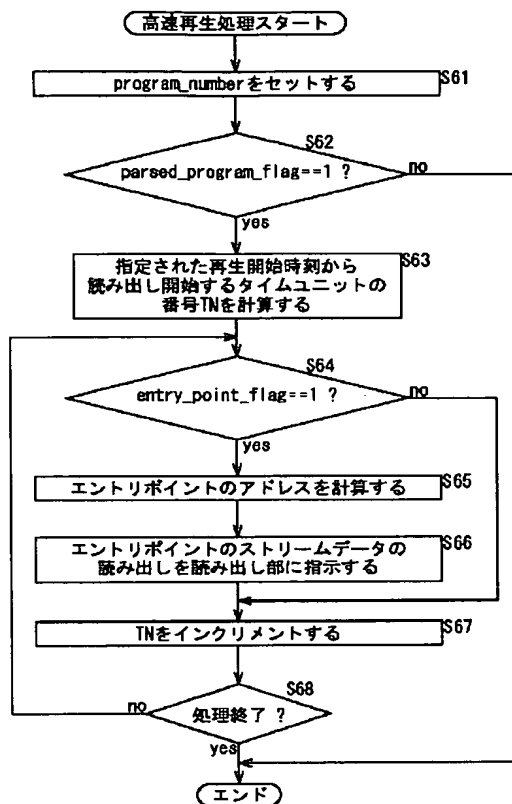 高速再生処理スタート
S61
program_numberをセットする
S62
parsed_program_flag==1 ?
no
yes
S63
指定された再生開始時刻から
読み出し開始するタイムユニットの
番号TNを計算する
S64
entry_point_flag==1 ?
no
yes
S65
エントリポイントのアドレスを計算する
S66
エントリポイントのストリームデータの
読み出しを読み出し部に指示する
S67
TNをインクリメントする
S68
no
処理終了 ?
yes
エンド